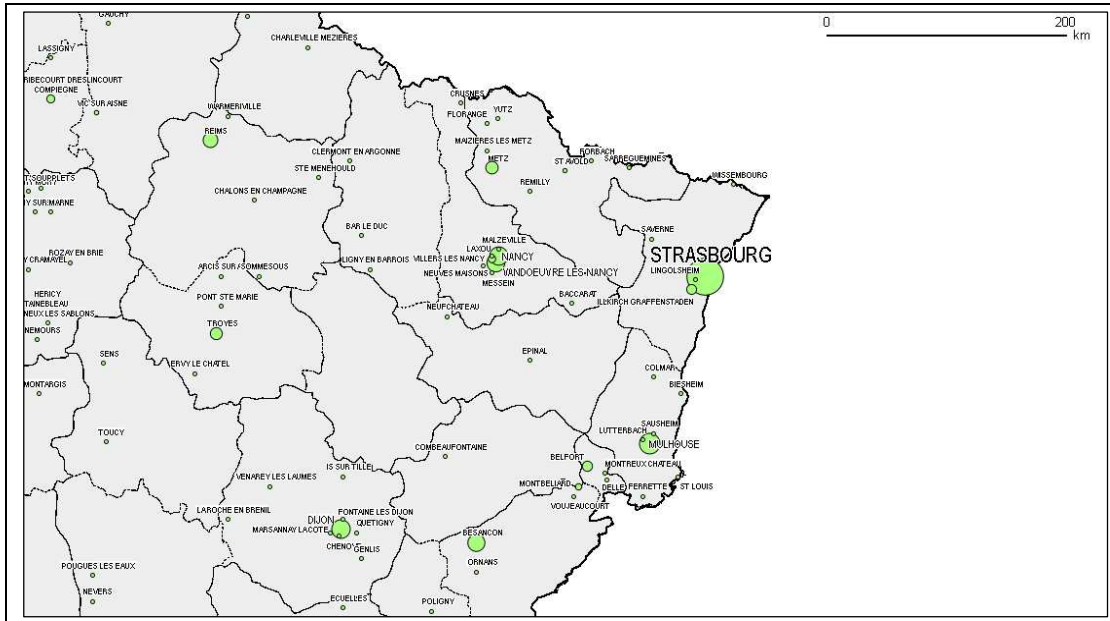 GAUCHY
0 200
km
CHARLEVILLE MEZIERES
LASSIGNY
RIBECOURT DRESLINCOURT
COMPIEGNE
VIC SUR AISNE
WARMERIVILLE
CRUSNES
FLORANGE
YUTZ
REIMS
MAIZIERES LES METZ
METZ
CLERMONT EN ARGONNE
STE MENEHOULD
ST AVOLD
RORBACH
SARREGUEMINES
WISSEMBOURG
REMILLY
CHALONS EN CHAMPAGNE
BAR LE DUC
SAVERNE
MALZEVILLE
LAXOU
NANCY
STRASBOURG
ROZAY EN BRIE
Y CRAMAYEL
LIGNY EN BARROIS
VILLERS LES NANCY
LINGOLSHEIM
ARCIS SUR
SOMMESOUS
NEUVES MAISONS
VANDOEUVRE LES-NANCY
MESSEIN
HERICY
TAINEBLEAU
NEUX LES SABLONS
NEMOURS
PONT STE MARIE
NEUFCHATEAU
BACCARAT
ILLKIRCH GRAFFENSTADEN
TROYES
SENS
ERVY LE CHATEL
EPINAL
COLMAR
MONTARGIS
BIESHEIM
TOUCY
SAUSHEIM
LUTTERBACH
MULHOUSE
COMBEAUFONTAINE
BELFORT
MONTREUX CHATEAU
IS SUR TILLE
VENAREY LES LAUMES
MONTBELIARD
DELLE
FERRETTE
ST LOUIS
VOUJEAUCOURT
LAROCHE EN BRENIL
FONTAINE LES DIJON
DIJON
MARSANNAY LACOTE
QUETIGNY
CHENOVE
GENLIS
BESANCON
ORNANS
POUGUES LES EAUX
NEVERS
ECUELLES
POLIGNY